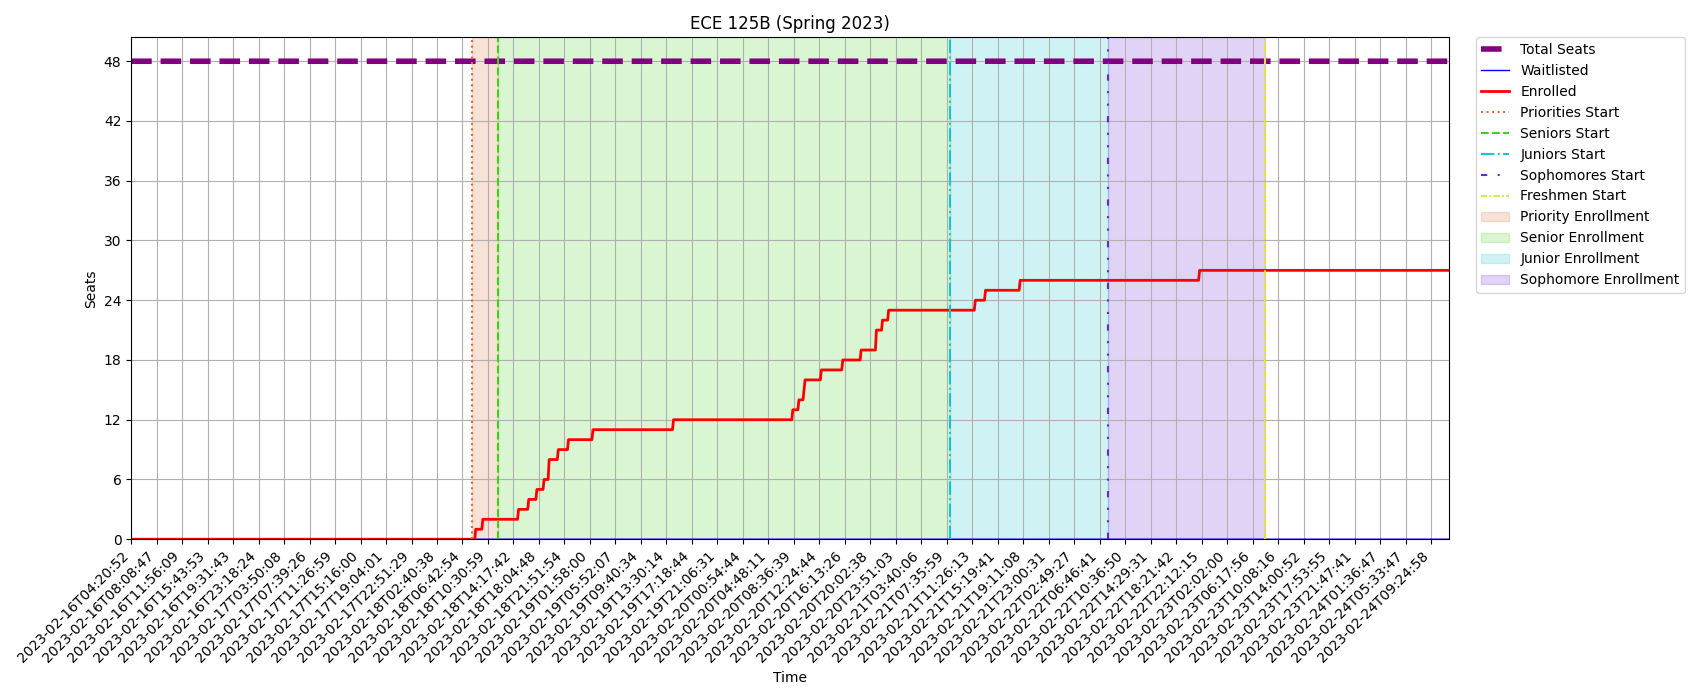 ECE 125B (Spring 2023)
Seats
48
42
36
30
24
18
12
6
0
2023-02-16T04:20:52
2023-02-16T08:08:47
2023-02-16T11:56:09
2023-02-16T15:43:53
2023-02-16T19:31:43
2023-02-16T23:18:24
2023-02-17T03:50:08
2023-02-17T07:39:26
2023-02-17T11:26:59
2023-02-17T15:16:00
2023-02-17T19:04:01
2023-02-17T22:51:29
2023-02-18T02:40:38
2023-02-18T06:42:54
2023-02-18T10:30:59
2023-02-18T14:17:42
2023-02-18T18:04:48
2023-02-18T21:51:54
2023-02-19T01:58:00
2023-02-19T05:52:07
2023-02-19T09:40:34
2023-02-19T13:30:14
2023-02-19T17:18:44
2023-02-19T21:06:31
2023-02-20T00:54:44
2023-02-20T04:48:11
2023-02-20T08:36:39
2023-02-20T12:24:44
2023-02-20T16:13:26
2023-02-20T20:02:38
2023-02-20T23:51:03
2023-02-21T03:40:06
2023-02-21T07:35:59
2023-02-21T11:26:13
2023-02-21T15:19:41
2023-02-21T19:11:08
2023-02-21T23:00:31
2023-02-22T02:49:27
2023-02-22T06:46:41
2023-02-22T10:36:50
2023-02-22T14:29:31
2023-02-22T18:21:42
2023-02-22T22:12:15
2023-02-23T02:02:00
2023-02-23T06:17:56
2023-02-23T10:08:16
2023-02-23T14:00:52
2023-02-23T17:53:55
2023-02-23T21:47:41
2023-02-24T01:36:47
2023-02-24T05:33:47
2023-02-24T09:24:58
Time
Total Seats
Waitlisted
Enrolled
Priorities Start
Seniors Start
Juniors Start
Sophomores Start
Freshmen Start
Priority Enrollment
Senior Enrollment
Junior Enrollment
Sophomore Enrollment